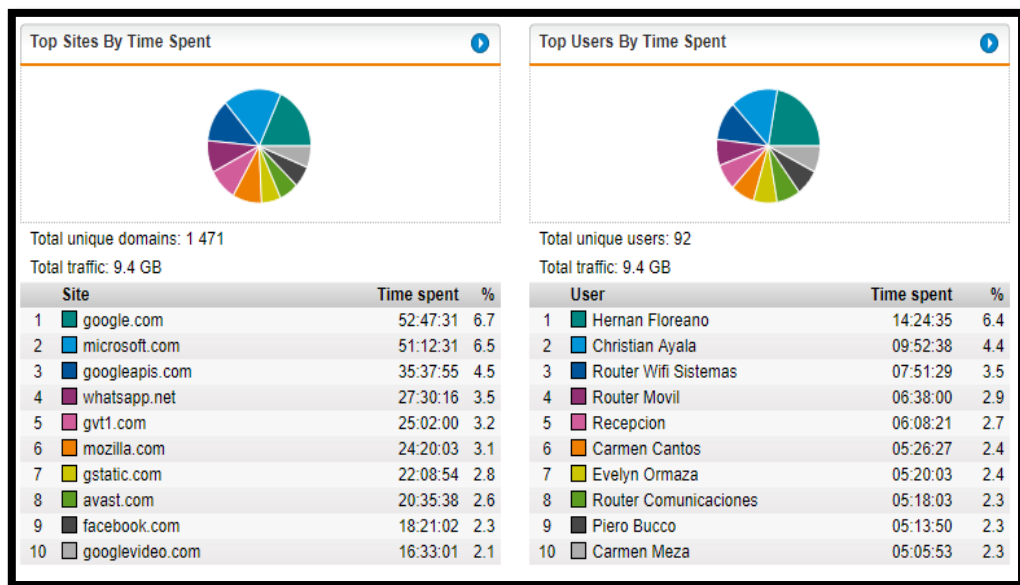 Top Sites By Time Spent
Total unique domains: 1 471
Total traffic: 9.4 GB
Site Time spent %
1 google.com 52:47:31 6.7
2 microsoft.com 51:12:31 6.5
3 googleapis.com 35:37:55 4.5
4 whatsapp.net 27:30:16 3.5
5 gvt1.com 25:02:00 3.2
6 mozilla.com 24:20:03 3.1
7 gstatic.com 22:08:54 2.8
8 avast.com 20:35:38 2.6
9 facebook.com 18:21:02 2.3
10 googlevideo.com 16:33:01 2.1
Top Users By Time Spent
Total unique users: 92
Total traffic: 9.4 GB
User Time spent %
1 Hernan Floreano 14:24:35 6.4
2 Christian Ayala 09:52:38 4.4
3 Router Wifi Sistemas 07:51:29 3.5
4 Router Movil 06:38:00 2.9
5 Recepcion 06:08:21 2.7
6 Carmen Cantos 05:26:27 2.4
7 Evelyn Ormaza 05:20:03 2.4
8 Router Comunicaciones 05:18:03 2.3
9 Piero Bucco 05:13:50 2.3
10 Carmen Meza 05:05:53 2.3